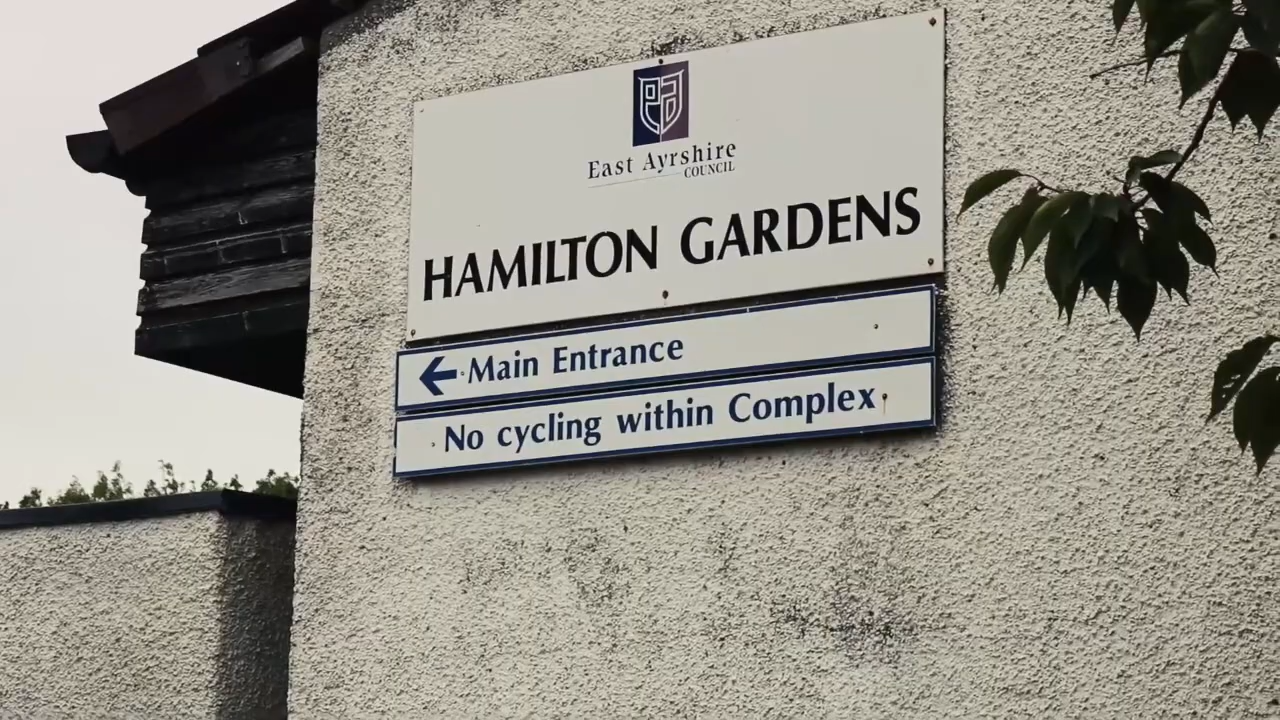 East Ayrshire
COUNCIL
HAMILTON GARDENS
Main Entrance
No cycling within Complex